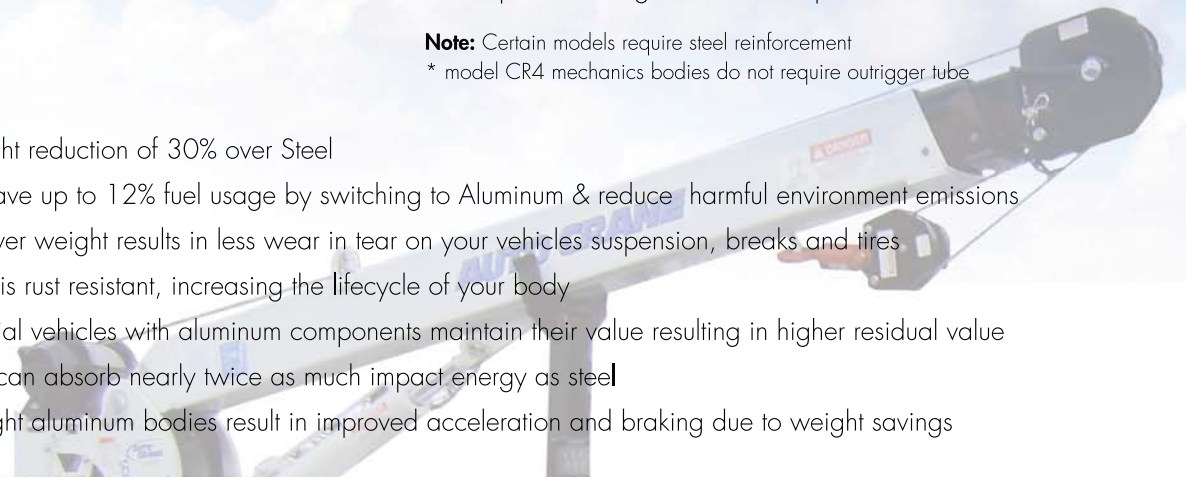 Note: Certain models require steel reinforcement
* model CR4 mechanics bodies do not require outrigger tube
ht reduction of 30% over Steel
ave up to 12% fuel usage by switching to Aluminum & reduce harmful environment emissions
ver weight results in less wear in tear on your vehicles suspension, breaks and tires
is rust resistant, increasing the lifecycle of your body
ial vehicles with aluminum components maintain their value resulting in higher residual value
can absorb nearly twice as much impact energy as steel
ght aluminum bodies result in improved acceleration and braking due to weight savings
DANGER
AUTO CRANE